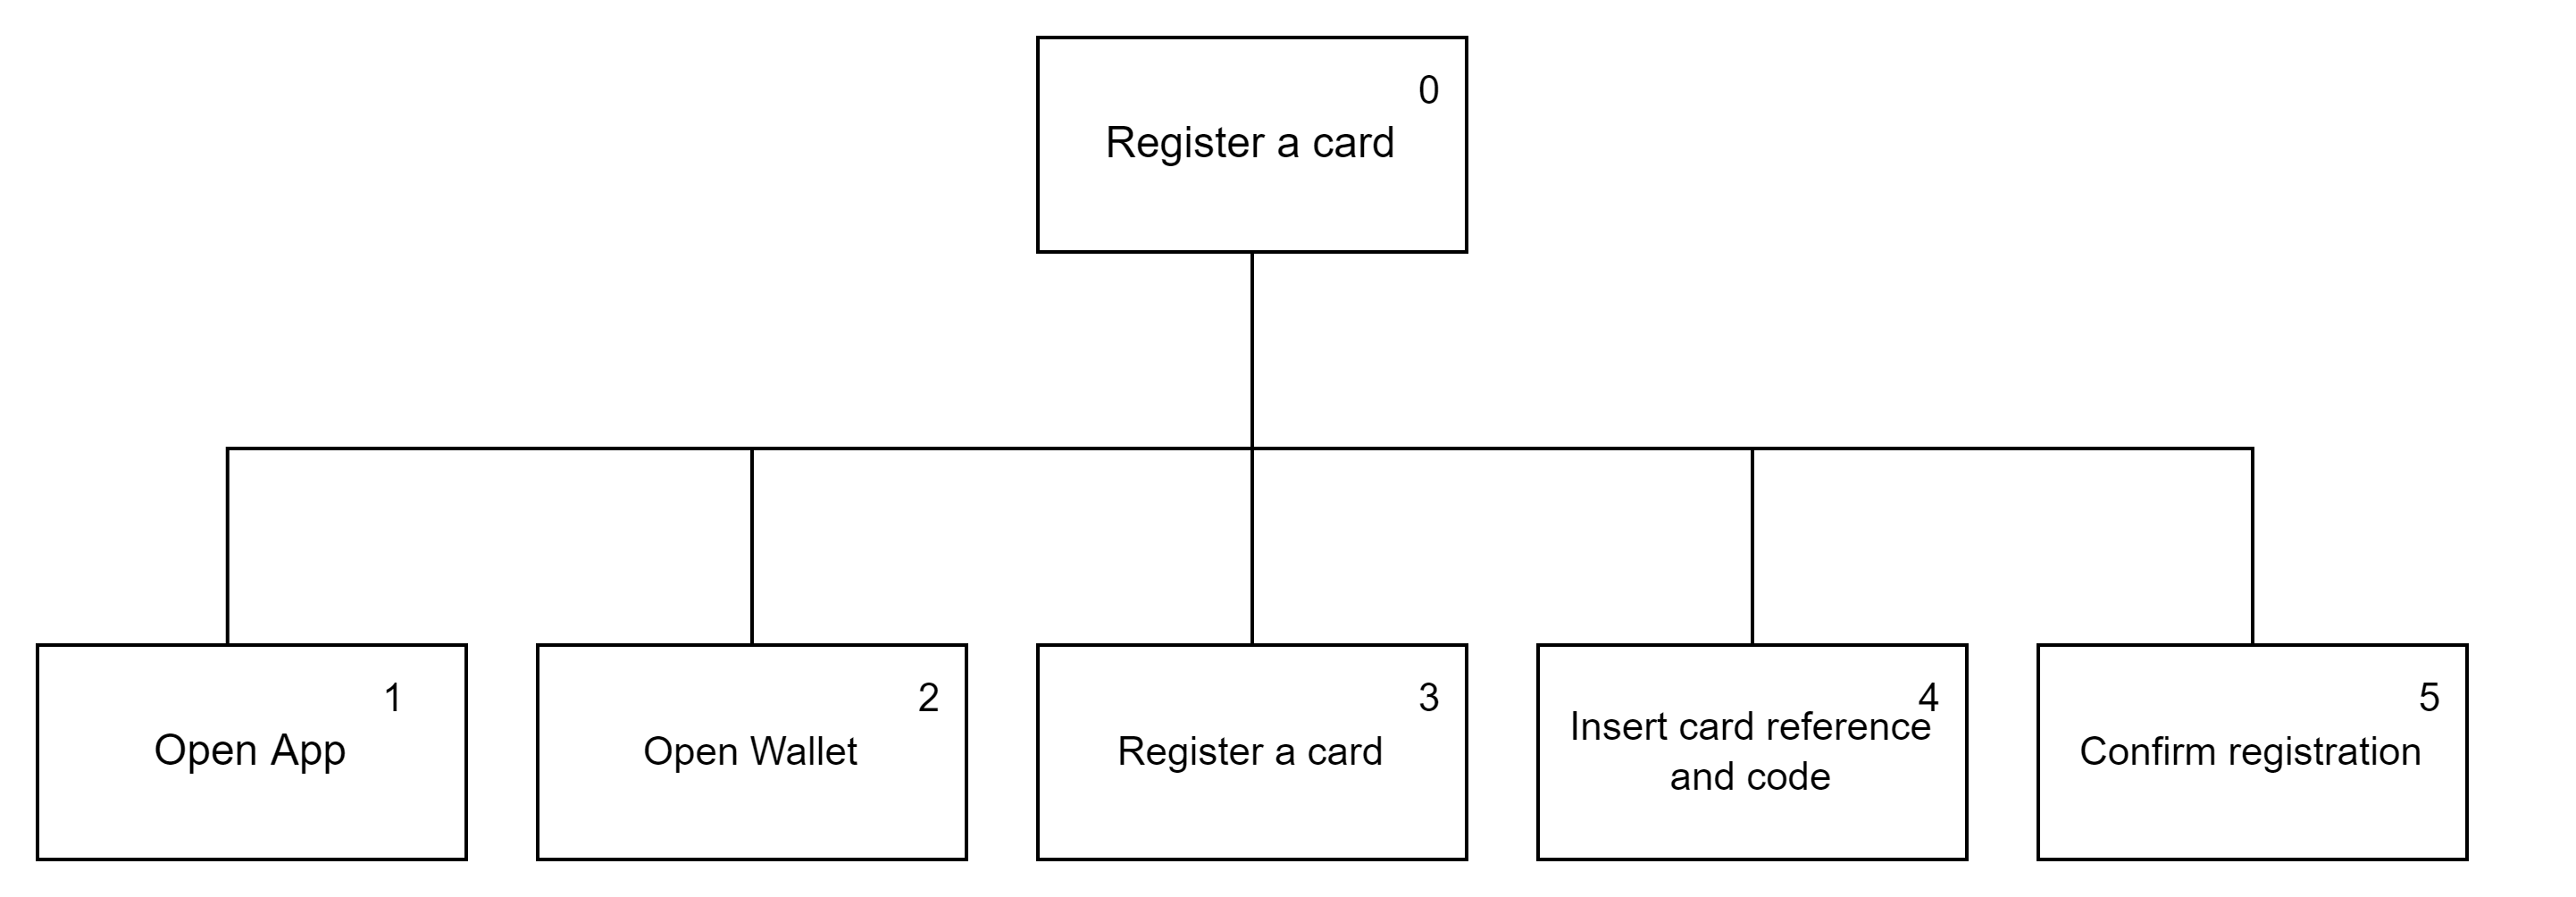 0
Register a card
1
Open App
2
Open Wallet
3
Register a card
4
Insert card reference
and code
5
Confirm registration